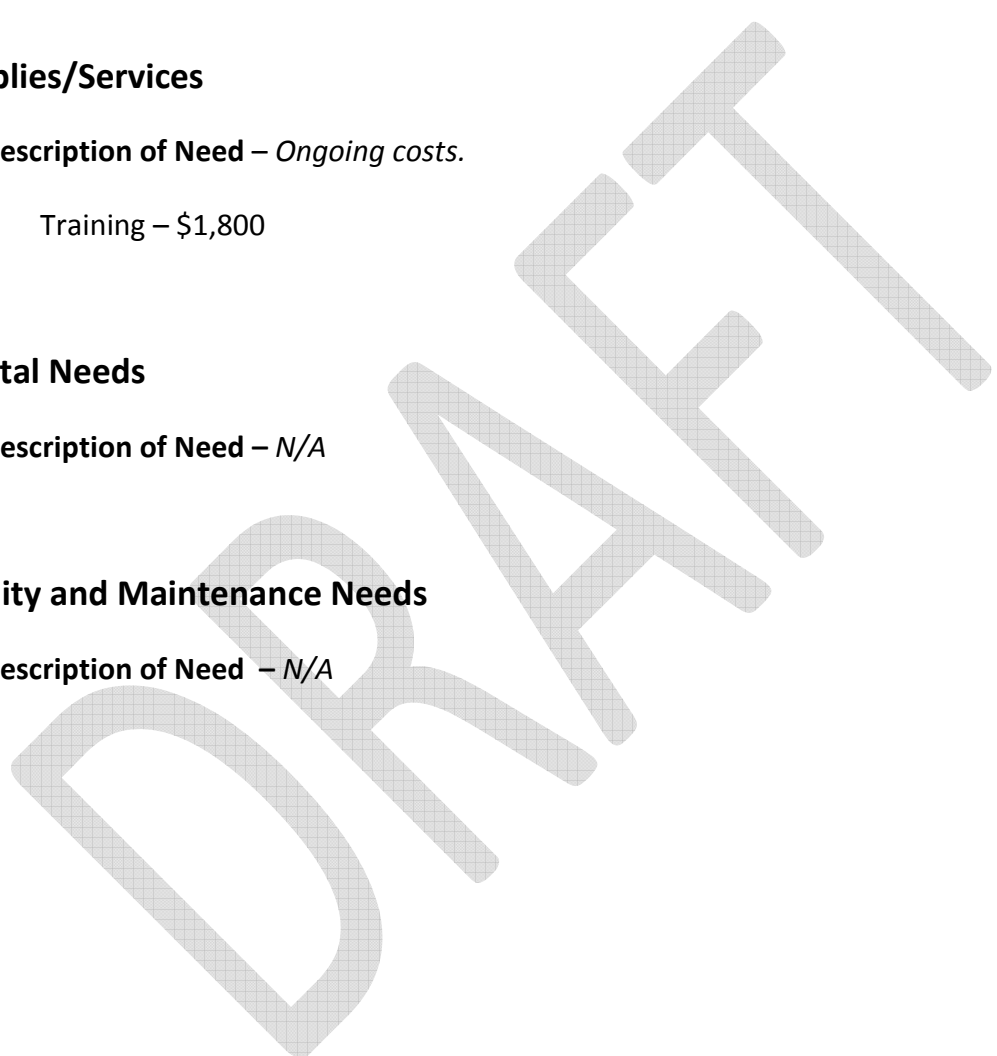 plies/Services
escription of Need – Ongoing costs.
Training – $1,800
tal Needs
escription of Need – N/A
ity and Maintenance Needs
escription of Need – N/A
DRAFT